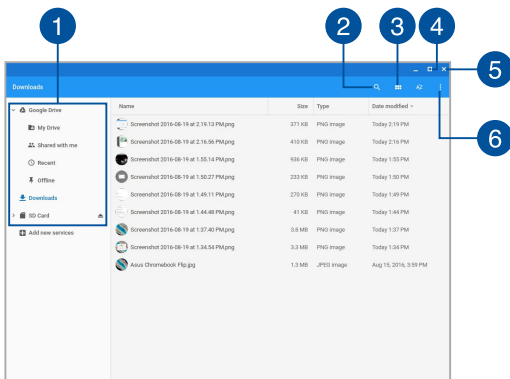 1
2
3
4
5
6
Downloads
AZ
Google Drive
My Drive
Shared with me
Recent
Offline
Downloads
SD Card
Add new services
Name Size Type Date modified
Screenshot 2016-08-19 at 2.19.13 PM.png 371 KB PNG image Today 2:19 PM
Screenshot 2016-08-19 at 2.16.56 PM.png 410 KB PNG image Today 2:16 PM
Screenshot 2016-08-19 at 1.55.14 PM.png 936 KB PNG image Today 1:55 PM
Screenshot 2016-08-19 at 1.50.27 PM.png 233 KB PNG image Today 1:50 PM
Screenshot 2016-08-19 at 1.49.11 PM.png 270 KB PNG image Today 1:49 PM
Screenshot 2016-08-19 at 1.44.48 PM.png 41 KB PNG image Today 1:44 PM
Screenshot 2016-08-19 at 1.37.40 PM.png 3.8 MB PNG image Today 1:37 PM
Screenshot 2016-08-19 at 1.34.54 PM.png 3.3 MB PNG image Today 1:34 PM
Asus Chromebook Flip.jpg 1.3 MB JPEG image Aug 15, 2016, 3:59 PM